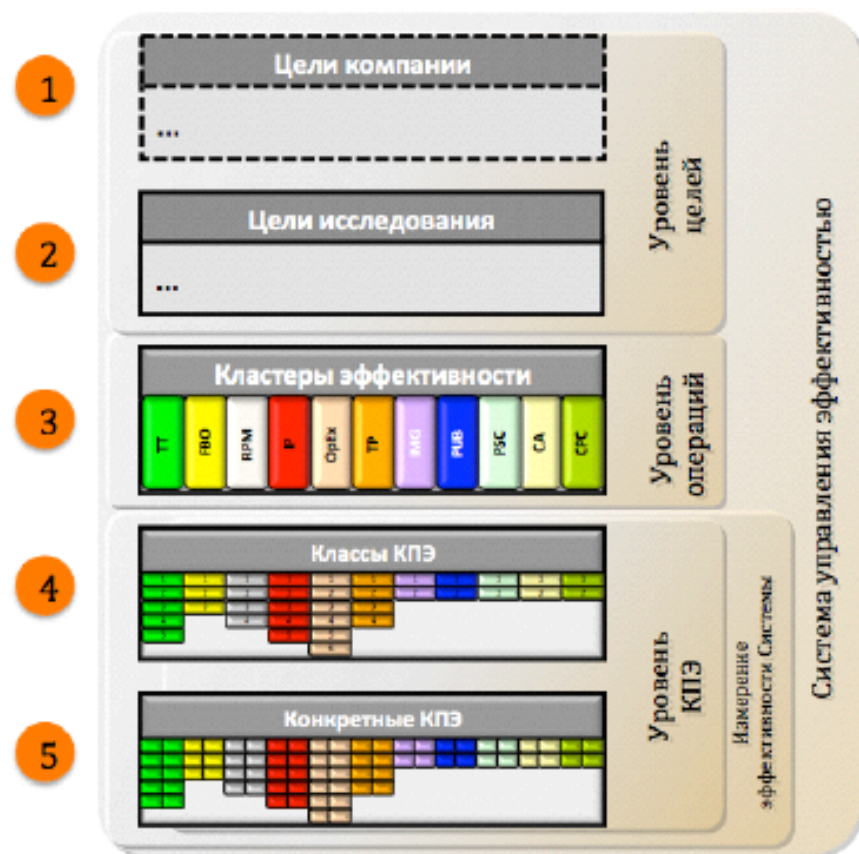 1
Цели компании
...
2
Цели исследования
...
Уровень
целей
3
Кластеры эффективности
TT
FBO
RPM
IP
OpEx
TP
IMG
PUB
PSC
CA
CPC
Уровень
операций
4
Классы КПЭ
5
Конкретные КПЭ
Уровень
КПЭ
Измерение
эффективности Системы
Система управления эффективностью